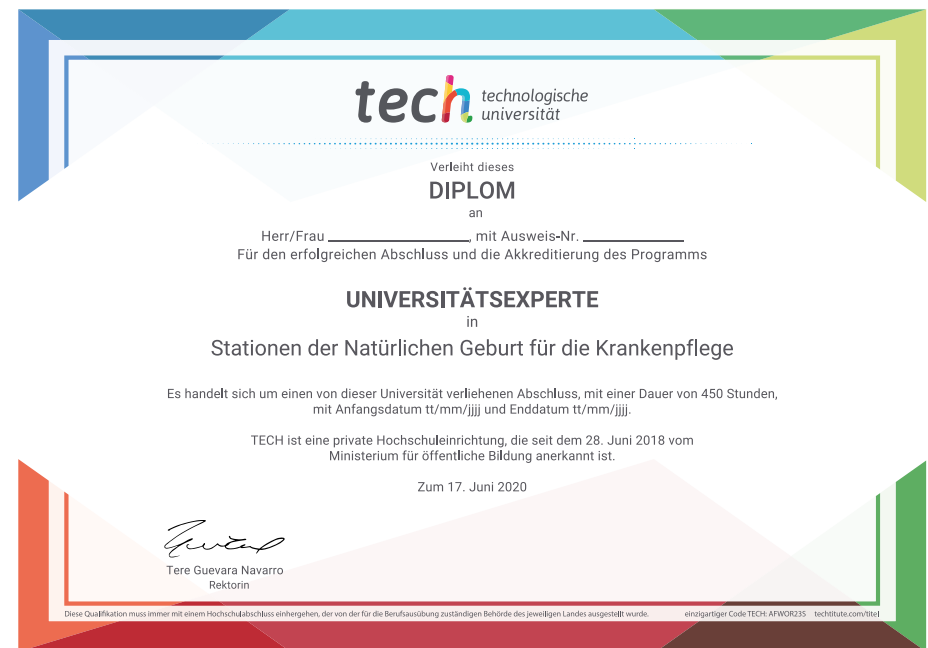 tech technologische
universität
Verleiht dieses
DIPLOM
an
Herr/Frau ____________________, mit Ausweis-Nr. ______________
Für den erfolgreichen Abschluss und die Akkreditierung des Programms
UNIVERSITÄTSEXPERTE
in
Stationen der Natürlichen Geburt für die Krankenpflege
Es handelt sich um einen von dieser Universität verliehenen Abschluss, mit einer Dauer von 450 Stunden,
mit Anfangsdatum tt/mm/jjjj und Enddatum tt/mm/jjjj.
TECH ist eine private Hochschuleinrichtung, die seit dem 28. Juni 2018 vom
Ministerium für öffentliche Bildung anerkannt ist.
Zum 17. Juni 2020
Tere Guevara Navarro
Rektorin
Diese Qualifikation muss immer mit einem Hochschulabschluss einhergehen, der von der für die Berufsausübung zuständigen Behörde des jeweiligen Landes ausgestellt wurde. einzigartiger Code TECH: AFWOR23S techtitute.com/titel